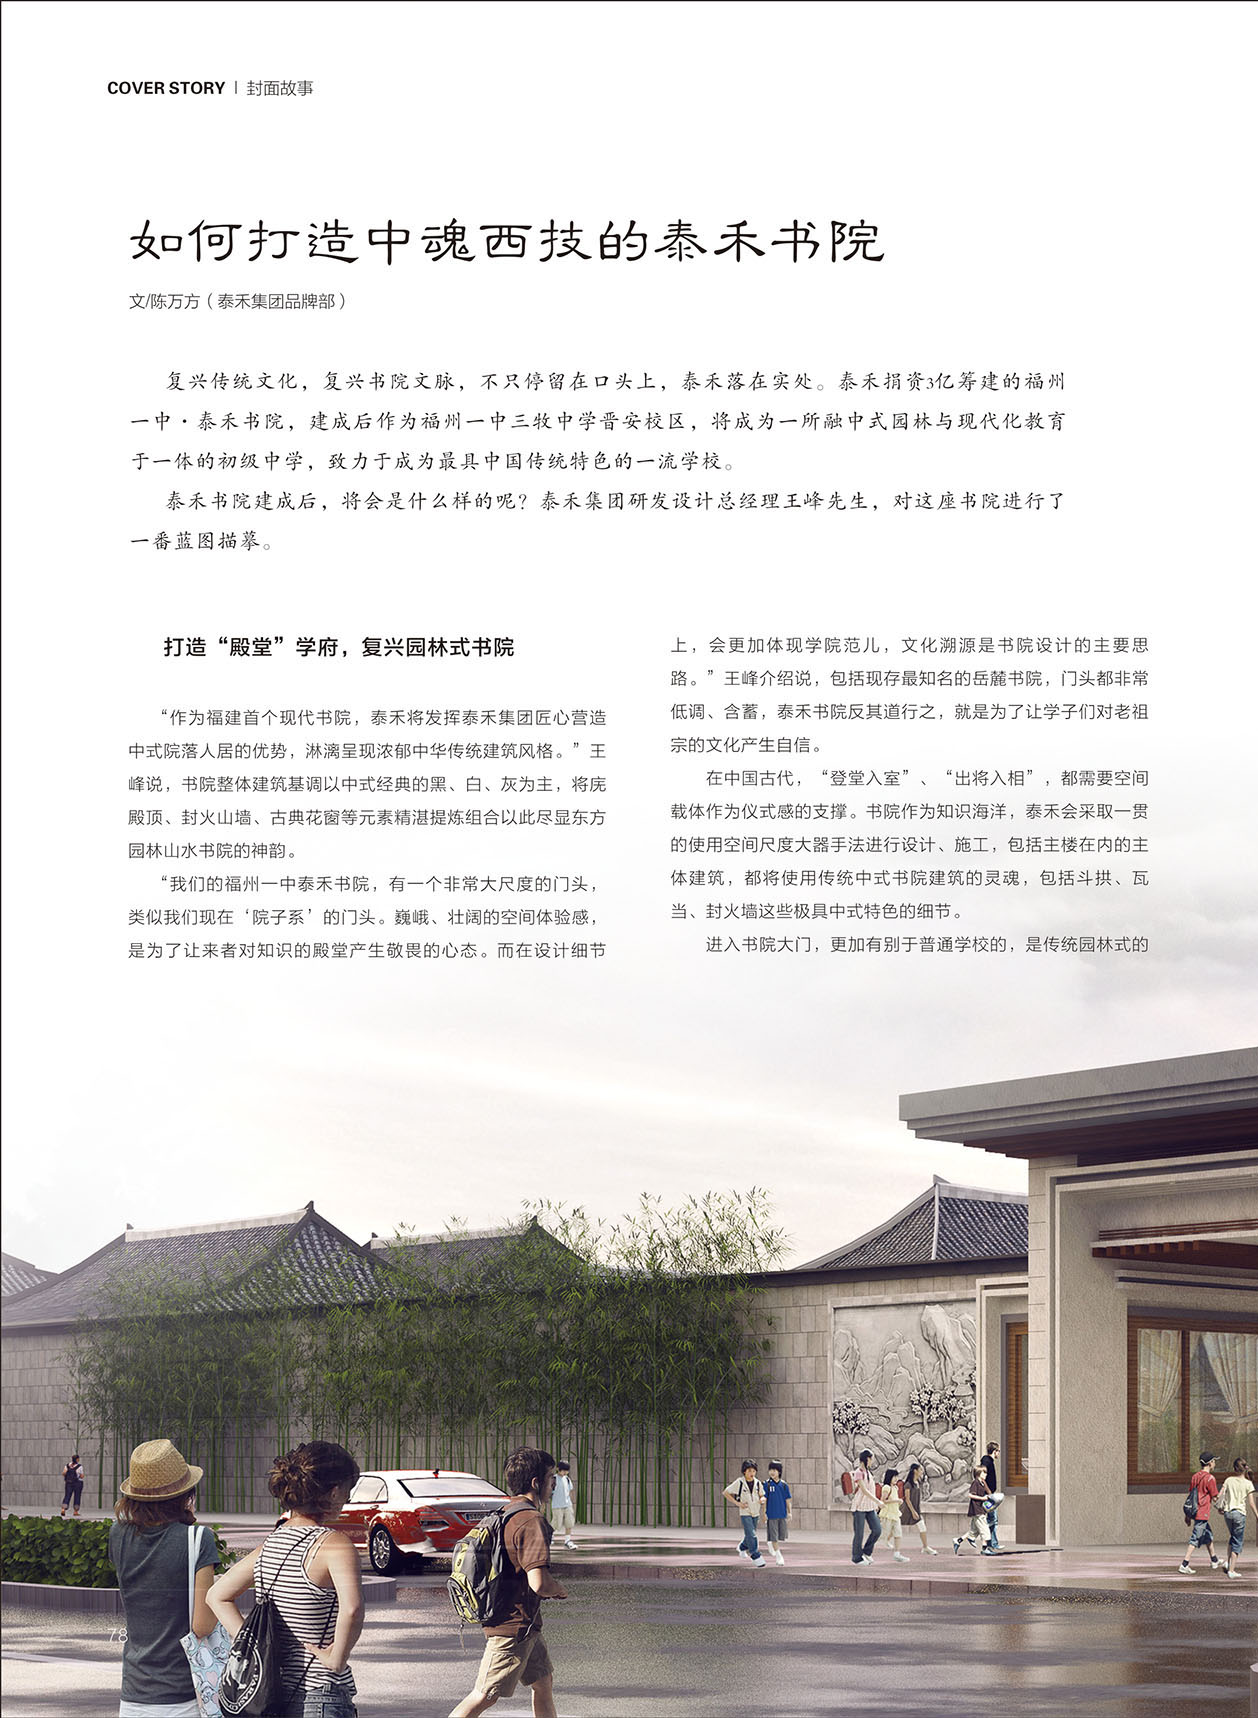 COVER STORY | 封面故事
如何打造中魂西技的泰禾书院
文/陈万方（泰禾集团品牌部）
复兴传统文化，复兴书院文脉，不只停留在口头上，泰禾落在实处。泰禾捐资3亿筹建的福州
一中·泰禾书院，建成后作为福州一中三牧中学晋安校区，将成为一所融中式园林与现代化教育
于一体的初级中学，致力于成为最具中国传统特色的一流学校。
泰禾书院建成后，将会是什么样的呢？泰禾集团研发设计总经理王峰先生，对这座书院进行了
一番蓝图描摹。
打造“殿堂”学府，复兴园林式书院
“作为福建首个现代书院，泰禾将发挥泰禾集团匠心营造
中式院落人居的优势，淋漓呈现浓郁中华传统建筑风格。”王
峰说，书院整体建筑基调以中式经典的黑、白、灰为主，将庑
殿顶、封火山墙、古典花窗等元素精湛提炼组合以此尽显东方
园林山水书院的神韵。
“我们的福州一中泰禾书院，有一个非常大尺度的门头，
类似我们现在‘院子系’的门头。巍峨、壮阔的空间体验感，
是为了让来者对知识的殿堂产生敬畏的心态。而在设计细节
上，会更加体现学院范儿，文化溯源是书院设计的主要思
路。”王峰介绍说，包括现存最知名的岳麓书院，门头都非常
低调、含蓄，泰禾书院反其道行之，就是为了让学子们对老祖
宗的文化产生自信。
在中国古代，“登堂入室”、“出将入相”，都需要空间
载体作为仪式感的支撑。书院作为知识海洋，泰禾会采取一贯
的使用空间尺度大器手法进行设计、施工，包括主楼在内的主
体建筑，都将使用传统中式书院建筑的灵魂，包括斗拱、瓦
当、封火墙这些极具中式特色的细节。
进入书院大门，更加有别于普通学校的，是传统园林式的
78